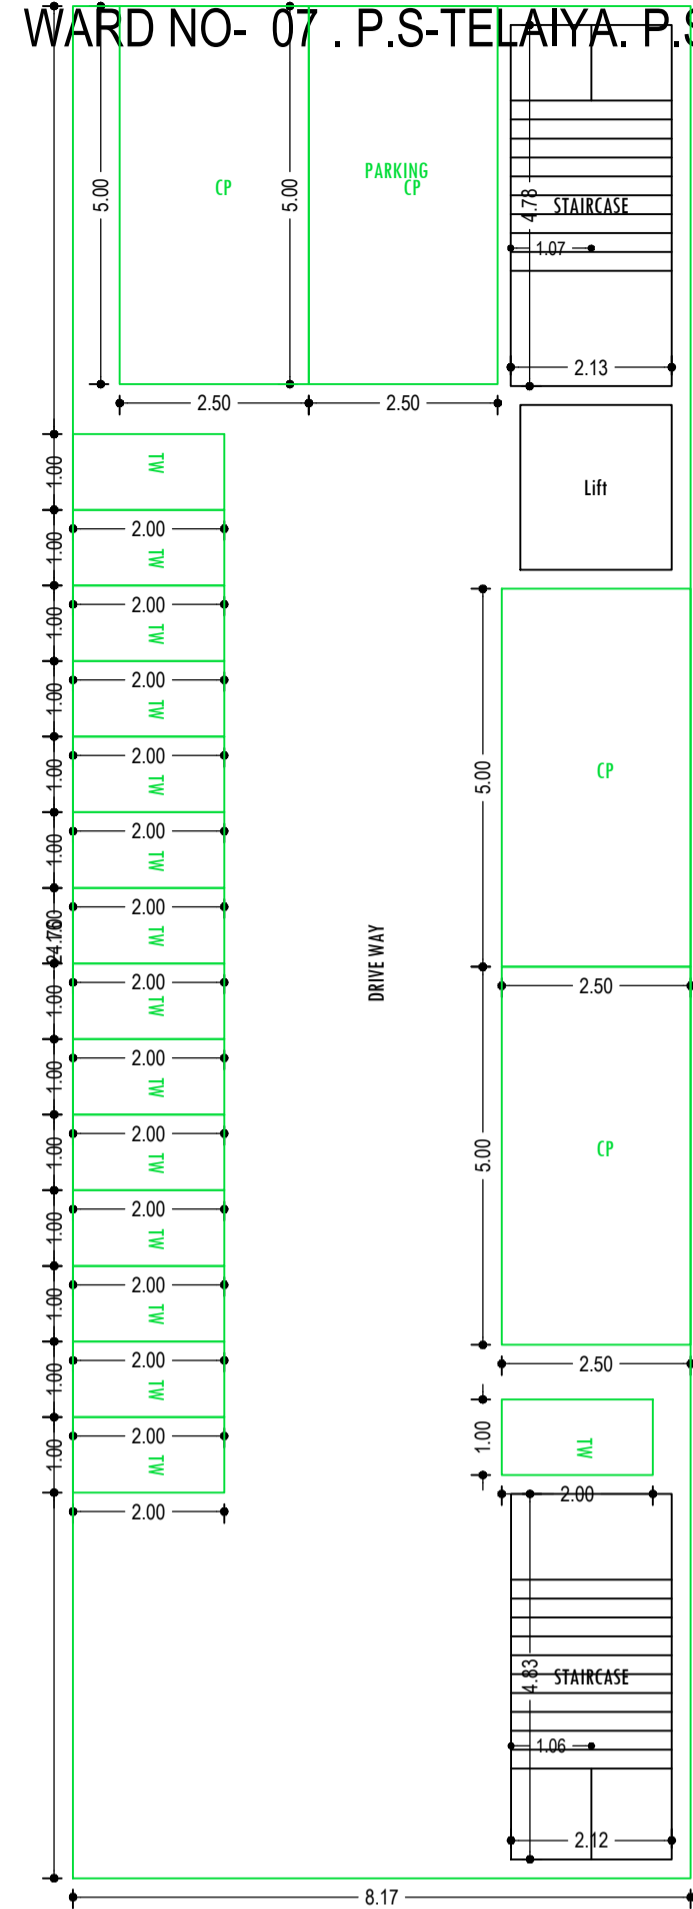 WARD NO- 07 . P.S-TELAIYA. P.S
PARKING
CP
CP
5.00
5.00
4.78
STAIRCASE
1.07
2.13
2.50
2.50
1.00
TW
Lift
2.00
1.00
TW
2.00
1.00
TW
2.00
1.00
TW
2.00
1.00
TW
5.00
CP
2.00
1.00
TW
2.00
TW
DRIVE WAY
2.00
2.50
1.00
TW
2.00
1.00
TW
2.00
1.00
TW
5.00
CP
2.00
1.00
TW
2.00
1.00
TW
2.00
2.50
1.00
TW
2.00
1.00
TW
1.00
TW
2.00
2.00
4.83
STAIRCASE
1.06
2.12
8.17